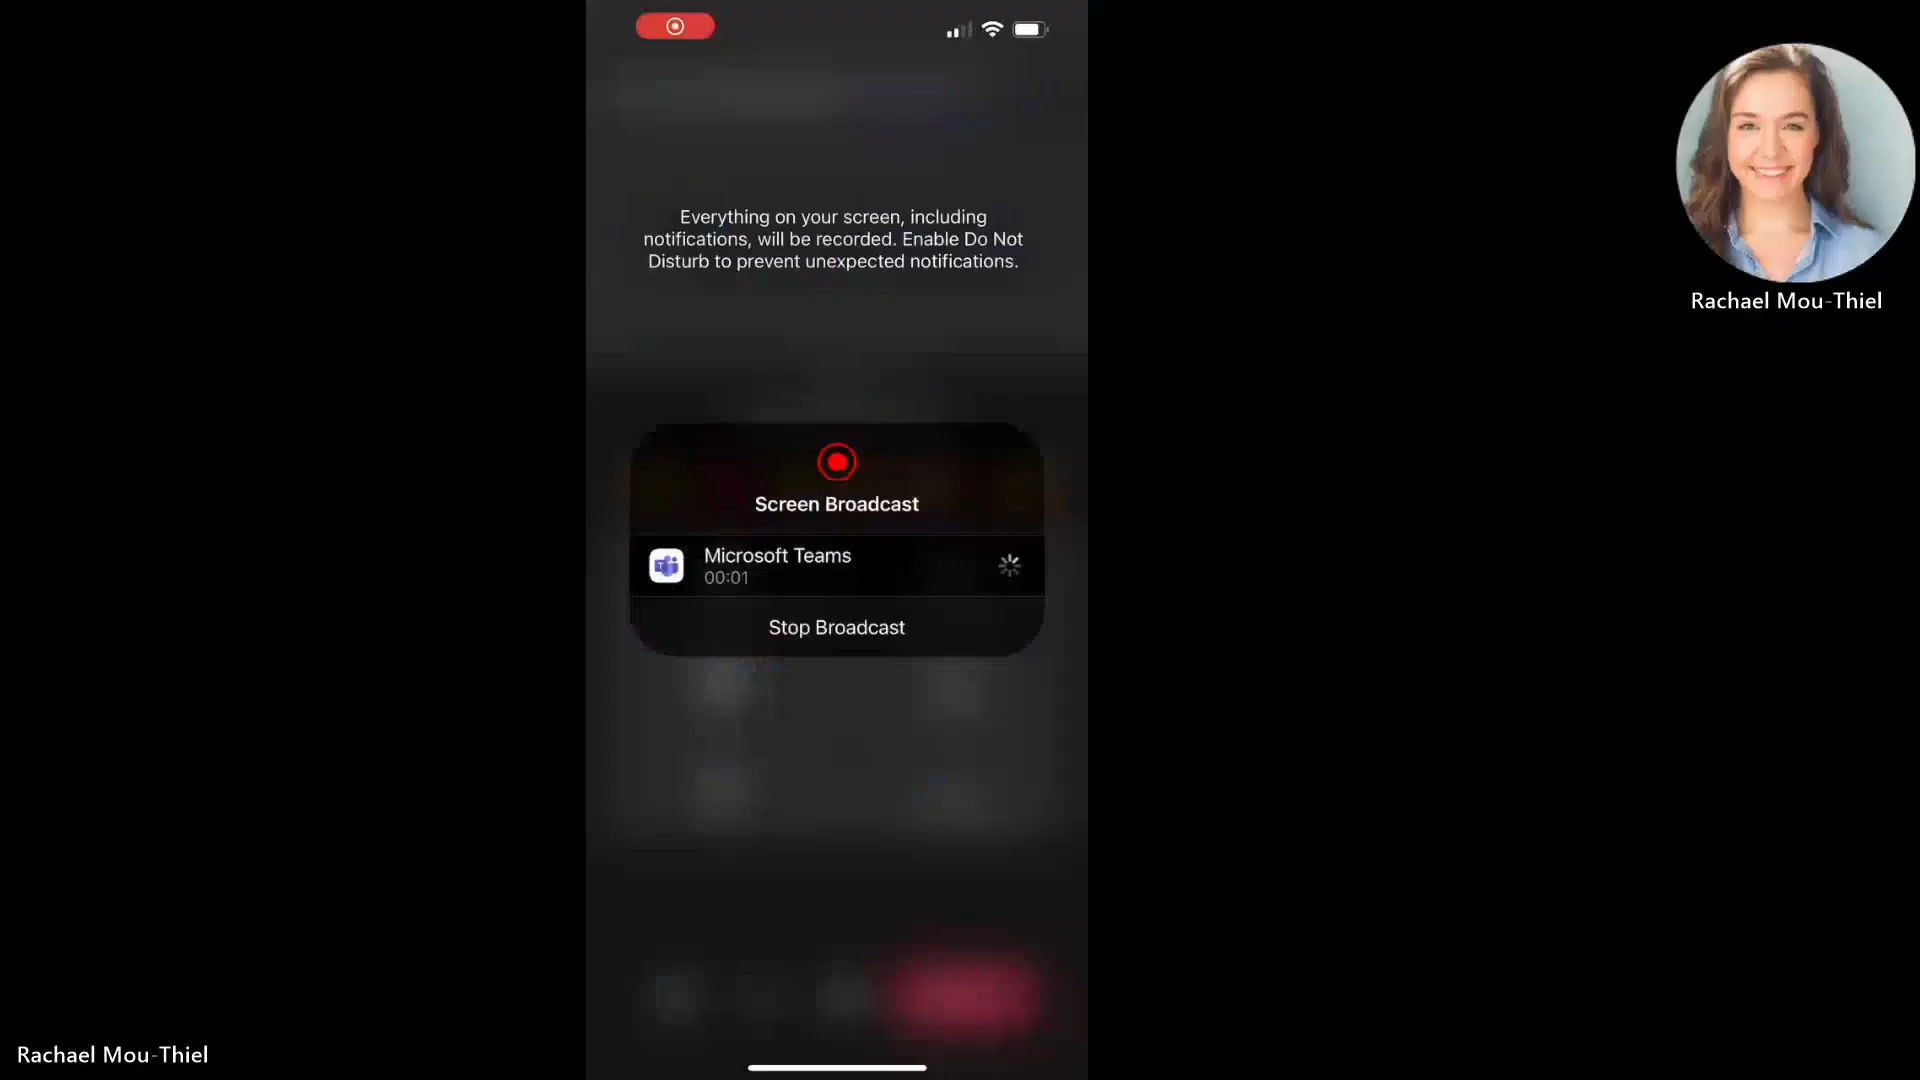 Everything on your screen, including
notifications, will be recorded. Enable Do Not
Disturb to prevent unexpected notifications.
Screen Broadcast
Microsoft Teams
00:01
Stop Broadcast
Rachael Mou-Thiel
Rachael Mou-Thiel